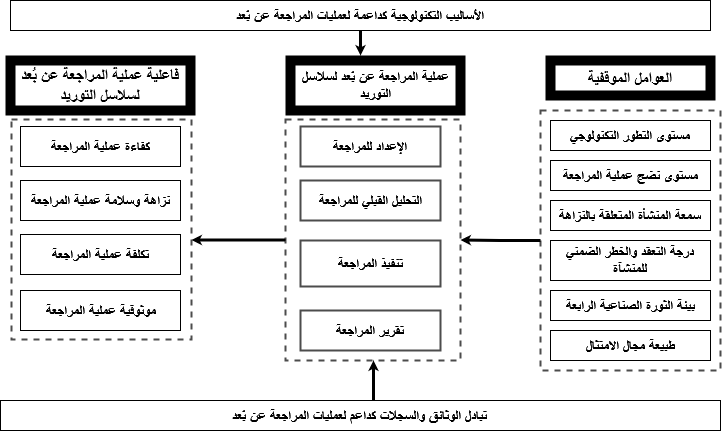 الأساليب التكنولوجية كداعمة لعمليات المراجعة عن بُعد
العوامل الموقفية
مستوى التطور التكنولوجي
مستوى نضج عملية المراجعة
سمعة المنشأة المتعلقة بالنزاهة
درجة التعقد والخطر الضمني
للمنشأة
بيئة الثورة الصناعية الرابعة
طبيعة مجال الامتثال
عملية المراجعة عن بُعد لسلاسل
التوريد
الإعداد للمراجعة
التحليل القبلي للمراجعة
تنفيذ المراجعة
تقرير المراجعة
فاعلية عملية المراجعة عن بُعد
لسلاسل التوريد
كفاءة عملية المراجعة
نزاهة وسلامة عملية المراجعة
تكلفة عملية المراجعة
موثوقية عملية المراجعة
تبادل الوثائق والسجلات كداعم لعمليات المراجعة عن بُعد